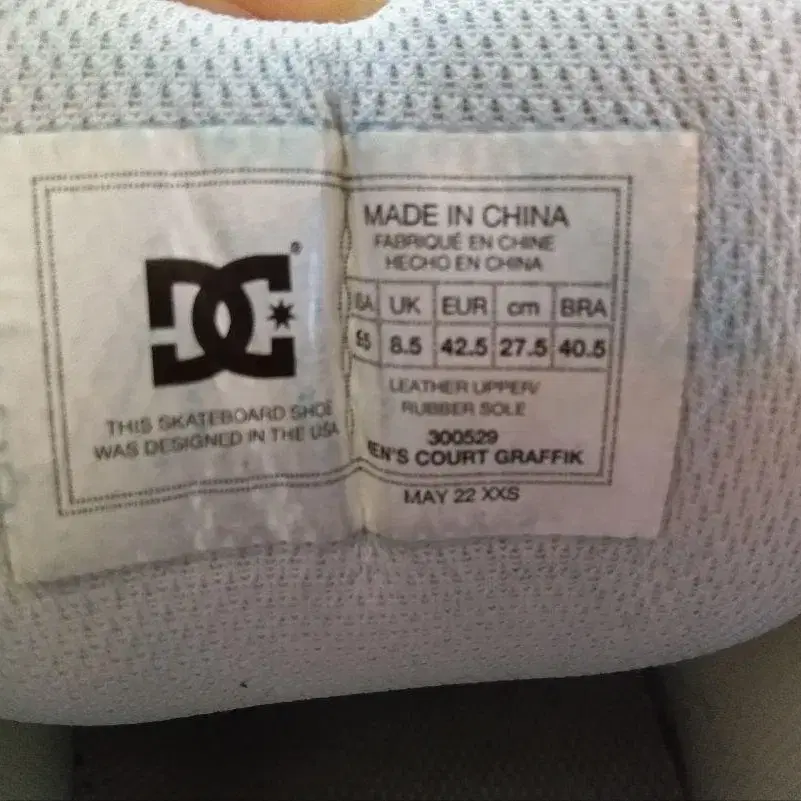 DC
®
THIS SKATEBOARD SHOE
WAS DESIGNED IN THE USA
MADE IN CHINA
FABRIQUÉ EN CHINE
HECHO EN CHINA
UK EUR cm BRA
8.5 42.5 27.5 40.5
LEATHER UPPER/
RUBBER SOLE
300529
EN'S COURT GRAFFIK
MAY 22 XXS